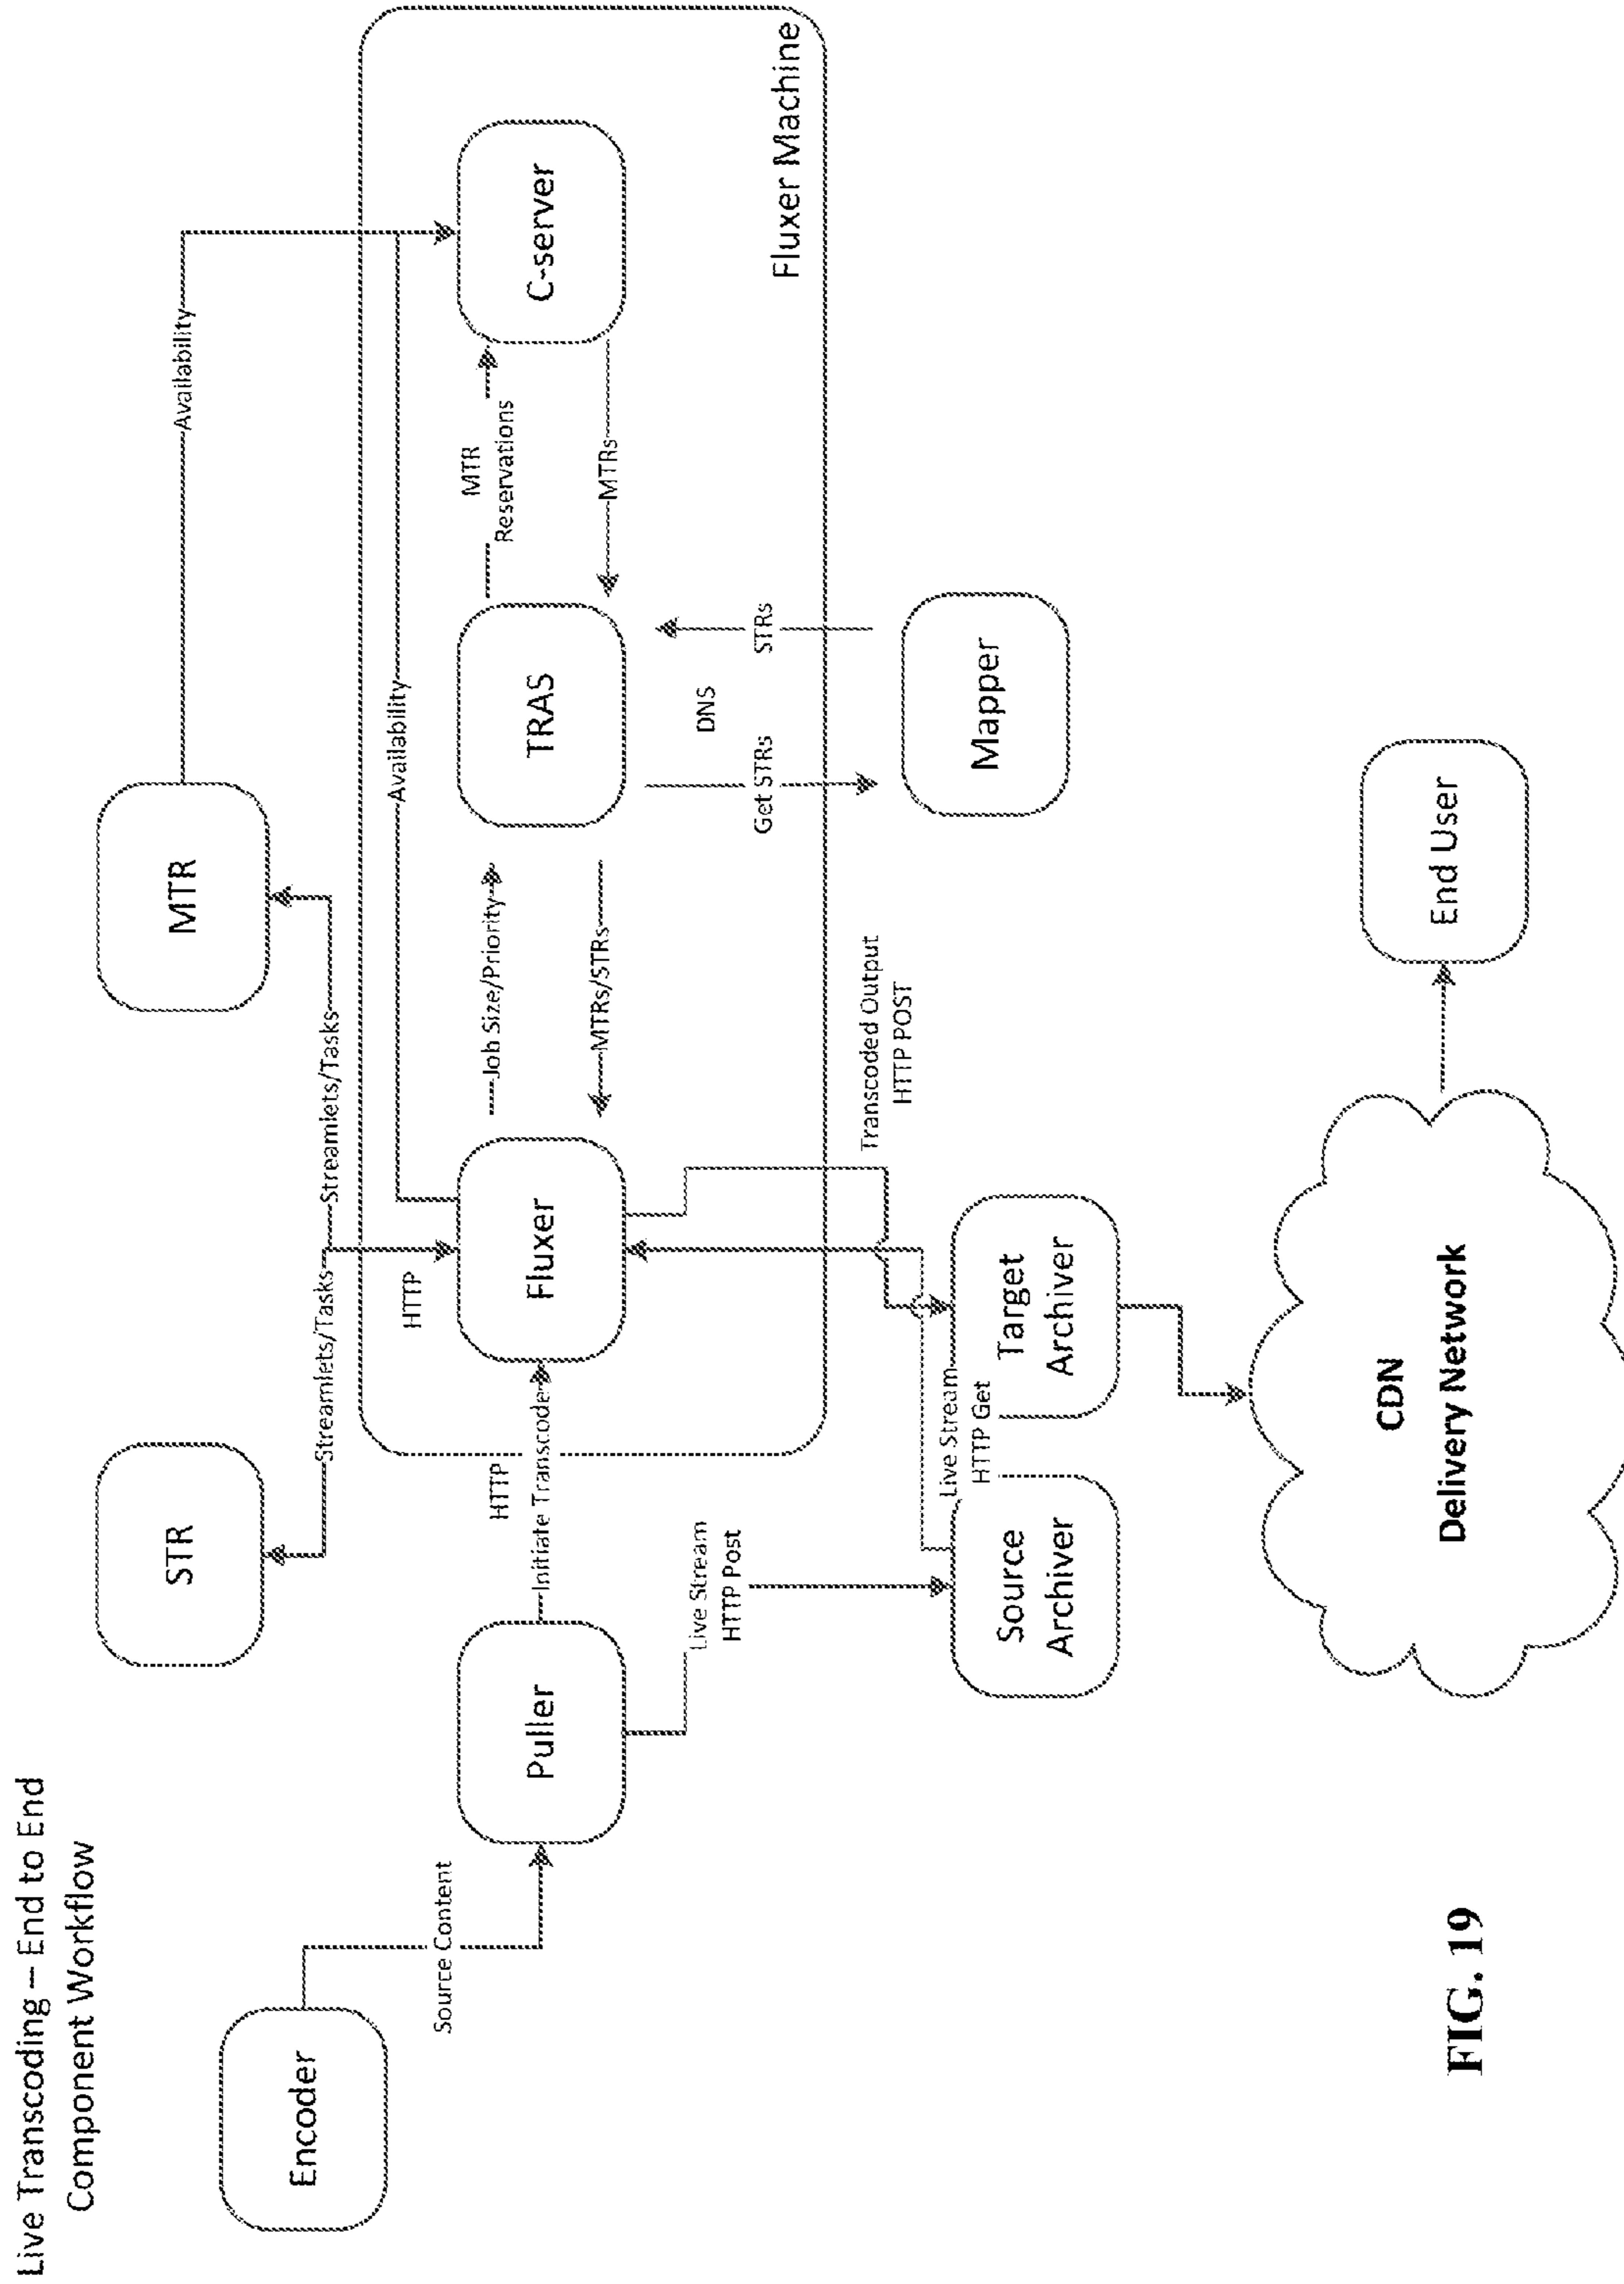 Live Transcoding – End to End
Component Workflow
STR
MTR
Availability
Streamlets/Tasks
Streamlets/Tasks
Encoder
Source Content
HTTP
Availability
Puller
HTTP
Initiate Transcode
Fluxer
Job Size/Priority
MTRs/STRs
TRAS
MTR
Reservations
MTRs
C-server
Live Stream
HTTP Post
Get STRs
DNS
STRs
Fluxer Machine
Transcoded Output
HTTP POST
Live Stream
HTTP Get
Source
Archiver
Target
Archiver
Mapper
CDN
Delivery Network
End User
FIG. 19